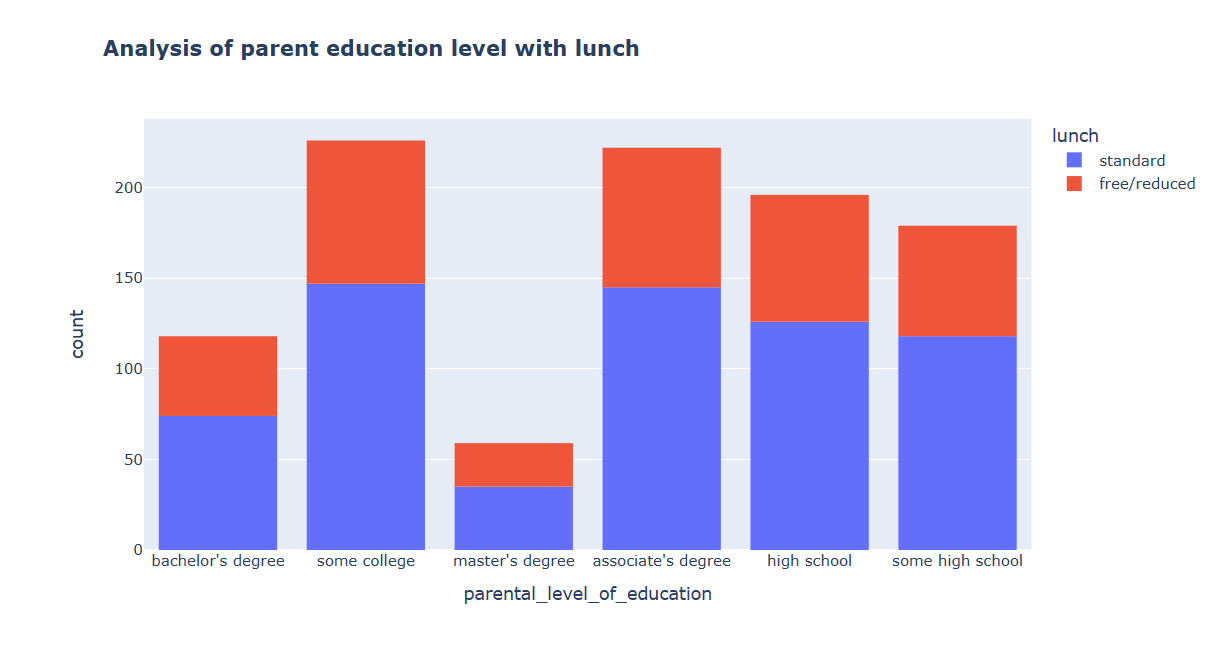 Analysis of parent education level with lunch
lunch
standard
free/reduced
count
200
150
100
50
0
bachelor's degree
some college
master's degree
associate's degree
high school
some high school
parental_level_of_education